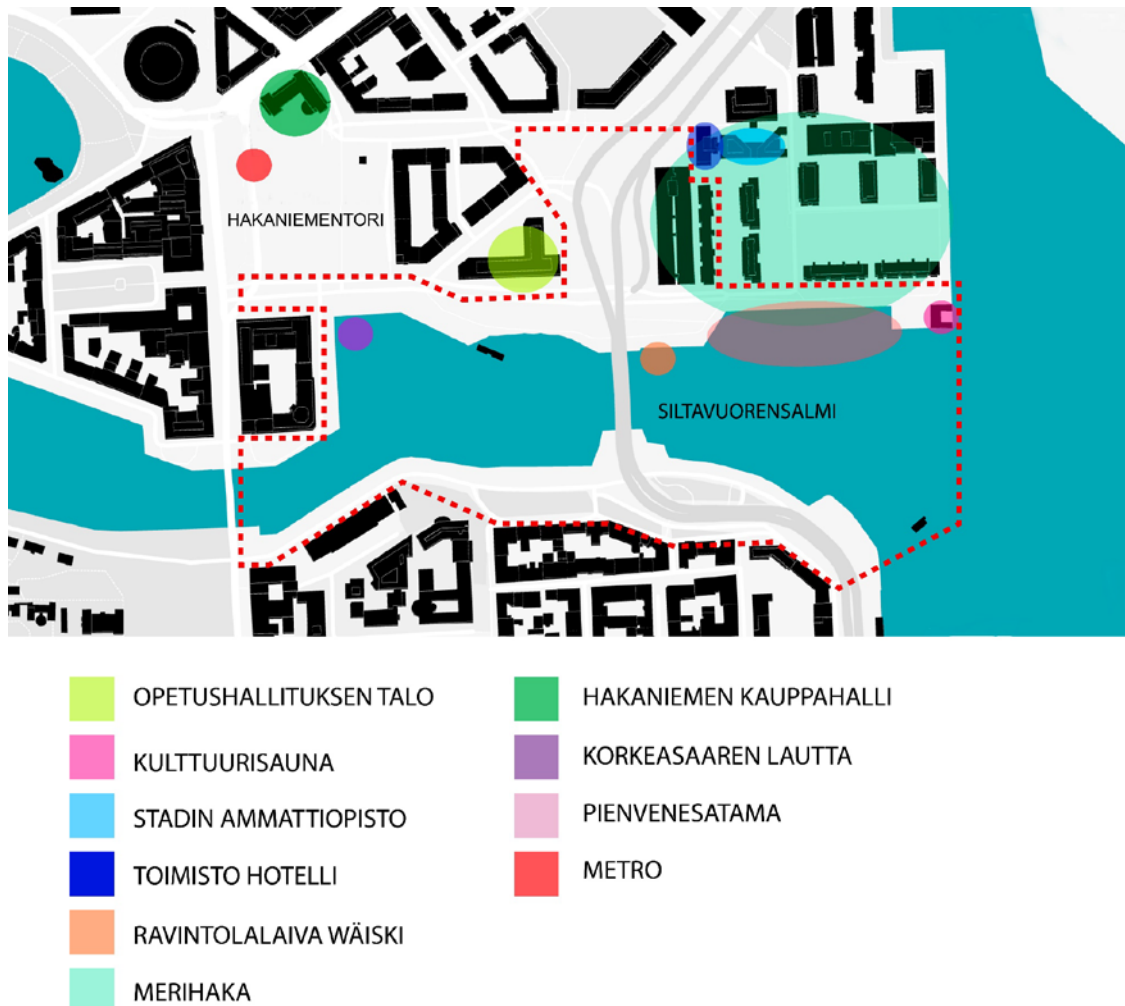 HAKANIEMENTORI
SILTAVUORENSALMI
OPETUSHALLITUKSEN TALO
KULTTUURISAUNA
STADIN AMMATTIOPISTO
TOIMISTO HOTELLI
RAVINTOLALAIVA WÄISKI
MERIHAKA
HAKANIEMEN KAUPPAHALLI
KORKEASAAREN LAUTTA
PIENVENESATAMA
METRO